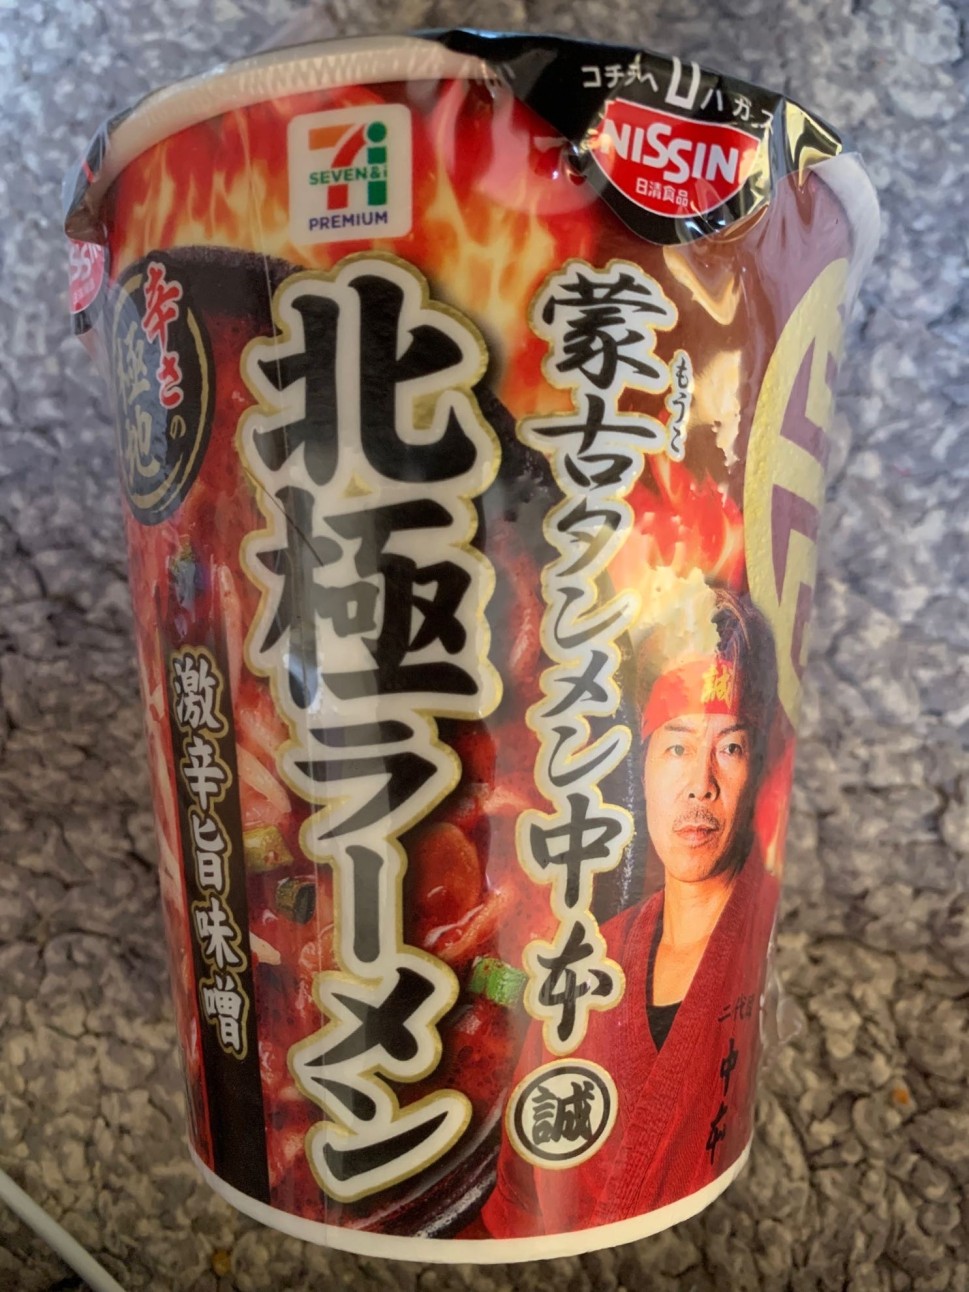 コチラヘ
ハガス
NISSIN
日清食品
SEVEN&i
PREMIUM
蒙古タンメン中本
もうこ
誠
北極ラーメン
辛さの
極地
激辛旨味噌
誠
二代目
中本